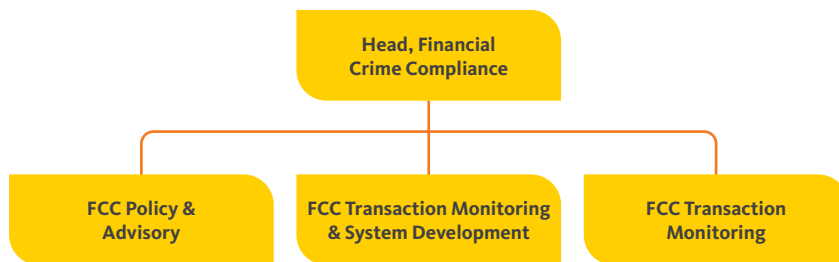 Head, Financial
Crime Compliance
FCC Policy &
Advisory
FCC Transaction Monitoring
& System Development
FCC Transaction
Monitoring